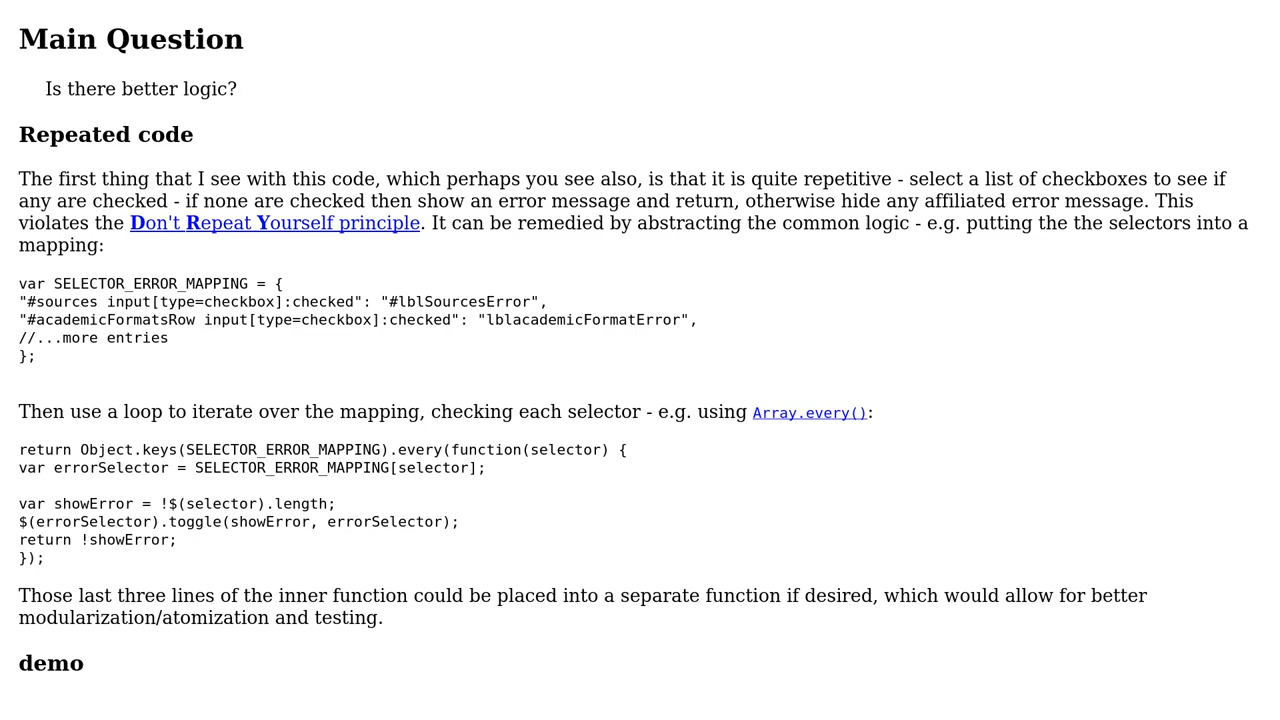 Main Question
Is there better logic?
Repeated code
The first thing that I see with this code, which perhaps you see also, is that it is quite repetitive - select a list of checkboxes to see if
any are checked - if none are checked then show an error message and return, otherwise hide any affiliated error message. This
violates the Don't Repeat Yourself principle. It can be remedied by abstracting the common logic - e.g. putting the the selectors into a
mapping:
var SELECTOR_ERROR_MAPPING = {
"#sources input[type=checkbox]:checked": "#lblSourcesError",
"#academicFormatsRow input[type=checkbox]:checked": "lblacademicFormatError",
//...more entries
};
Then use a loop to iterate over the mapping, checking each selector - e.g. using Array.every():
return Object.keys(SELECTOR_ERROR_MAPPING).every(function(selector) {
var errorSelector = SELECTOR_ERROR_MAPPING[selector];
var showError = !$(selector).length;
$(errorSelector).toggle(showError, errorSelector);
return !showError;
});
Those last three lines of the inner function could be placed into a separate function if desired, which would allow for better
modularization/atomization and testing.
demo